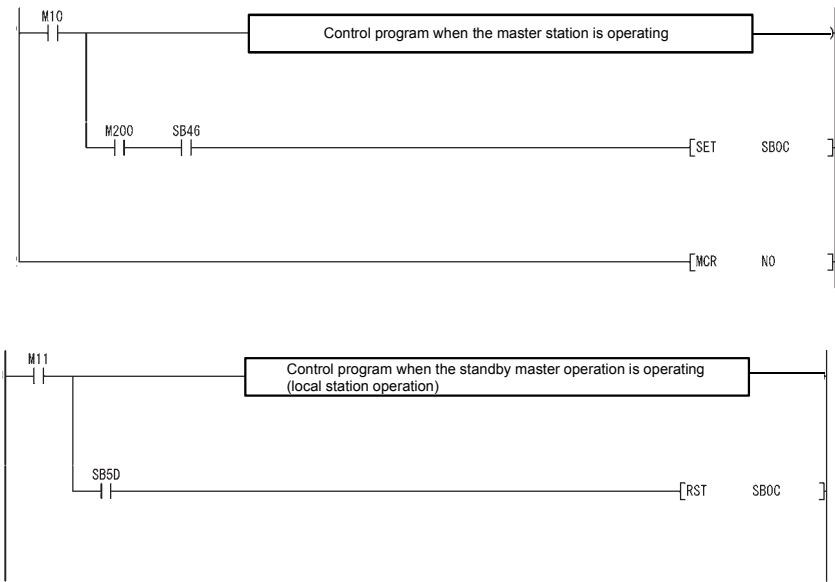 M10
Control program when the master station is operating
M200 SB46
SET SB0C
MCR N0
M11
Control program when the standby master operation is operating
(local station operation)
SB5D
RST SB0C